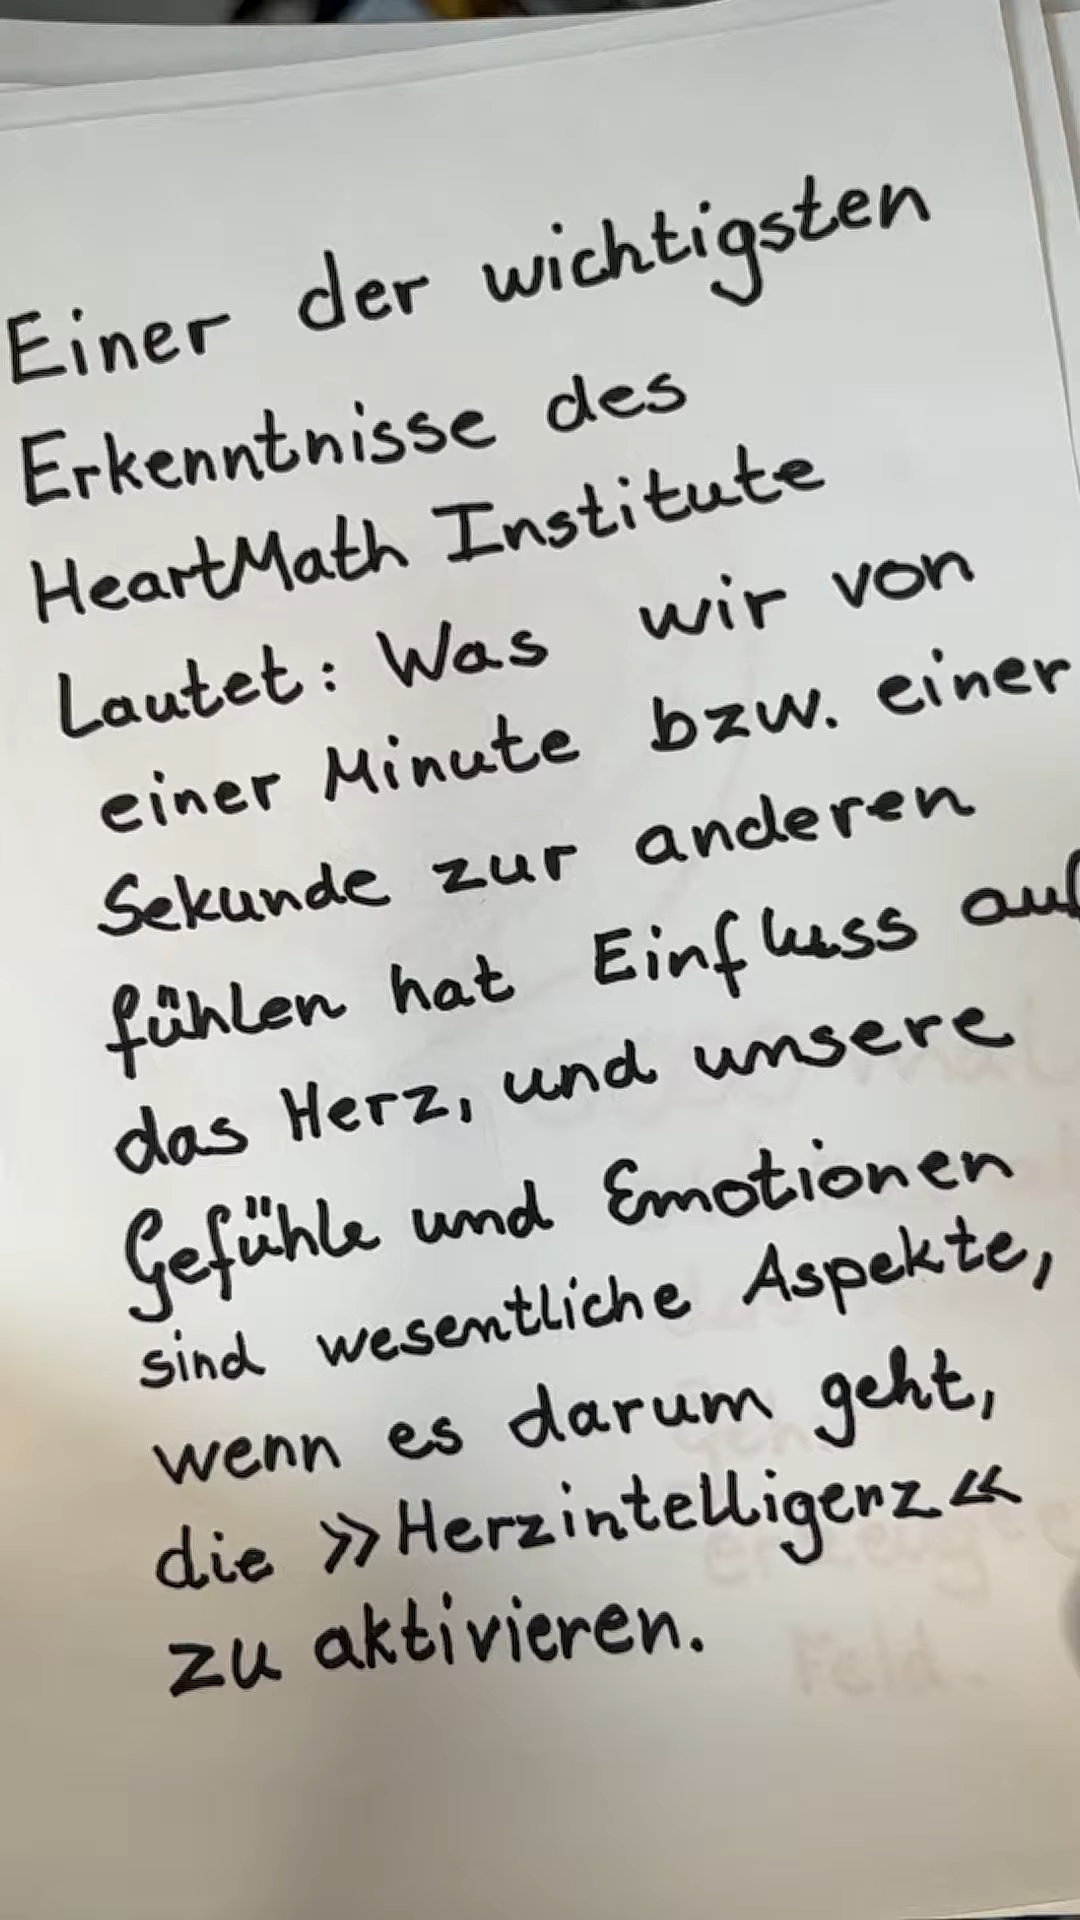 Einer der wichtigsten
Erkenntnisse des
HeartMath Institute
Lautet: Was wir von
einer Minute bzw. einer
Sekunde zur anderen
fühlen hat Einfluss auf
das Herz, und unsere
Gefühle und Emotionen
sind wesentliche Aspekte,
wenn es darum geht,
die »Herzintelligenz«
zu aktivieren.